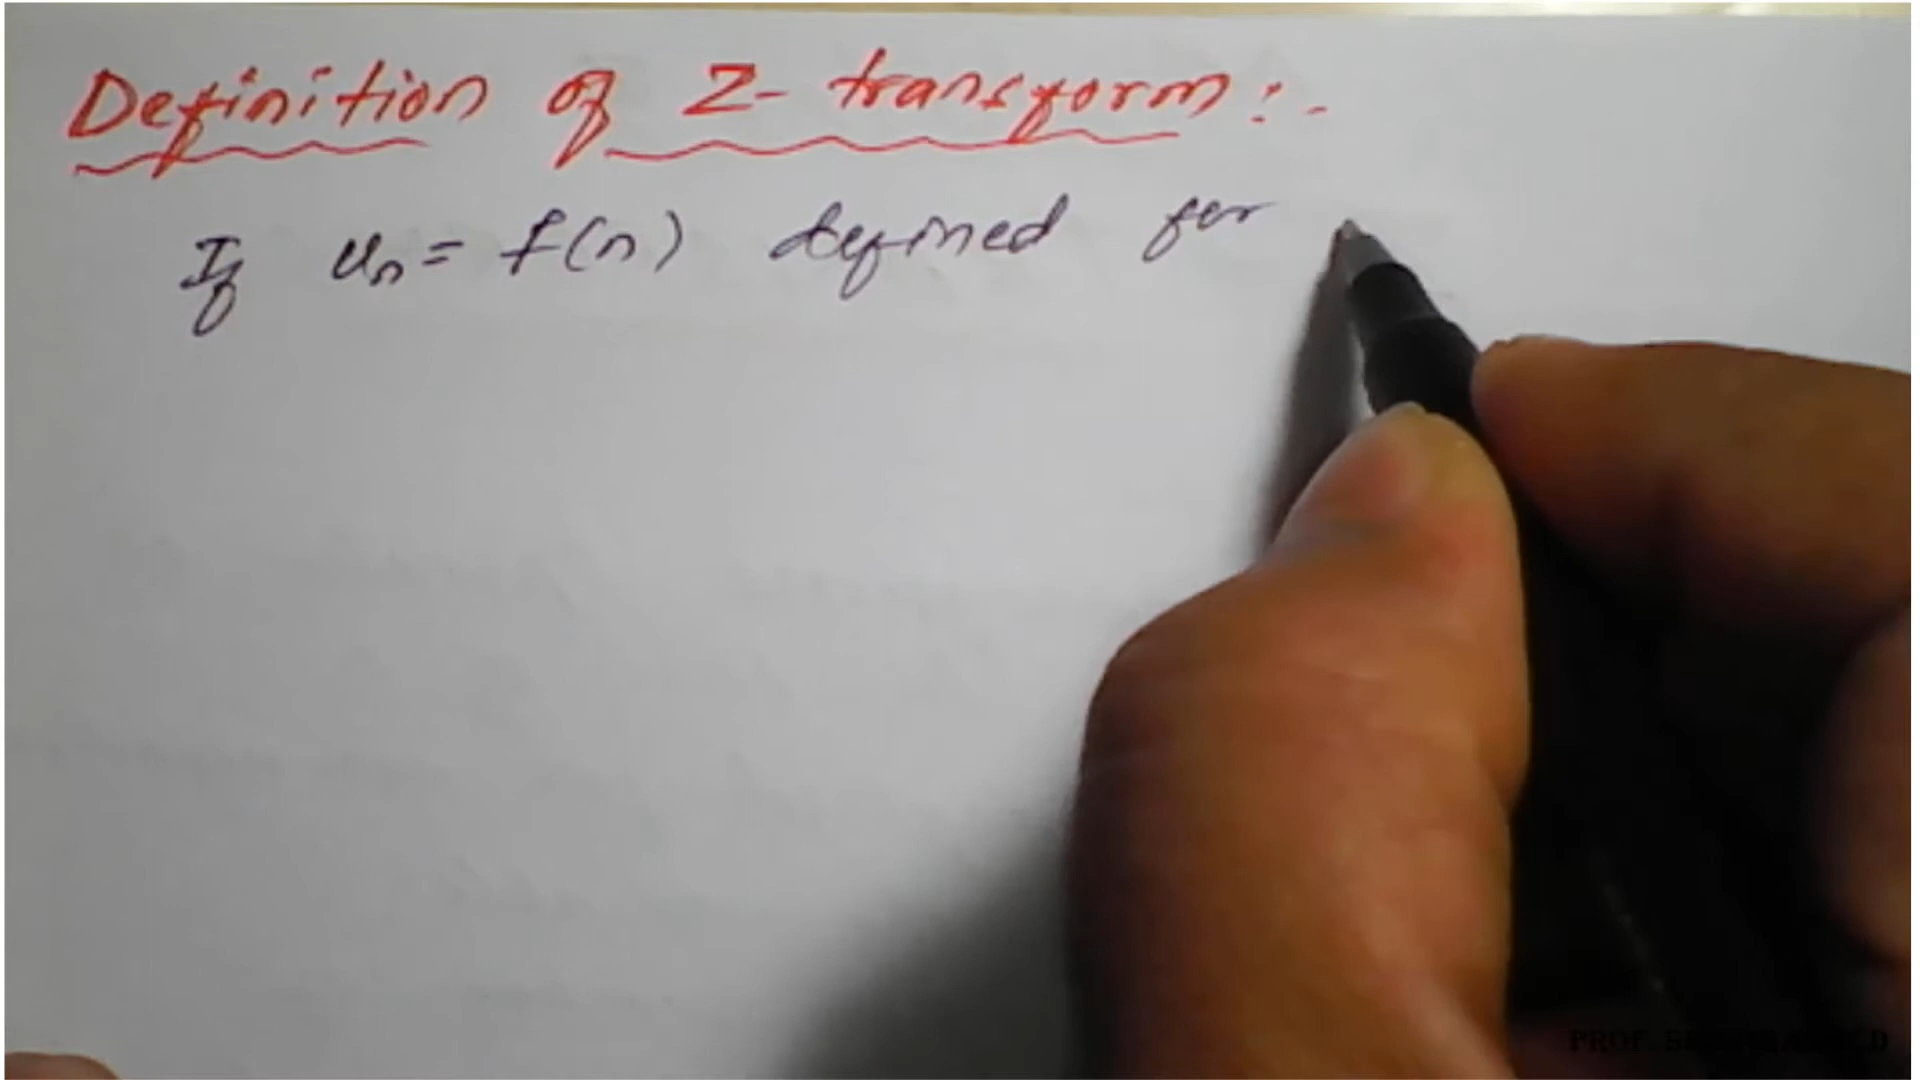 Definition of Z- transform:-
If un = f(n) defined for